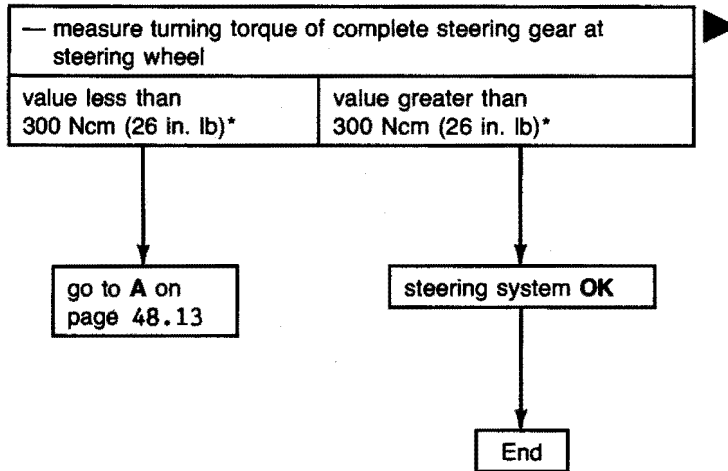 — measure turning torque of complete steering gear at
steering wheel
value less than
300 Ncm (26 in. lb)*
value greater than
300 Ncm (26 in. lb)*
go to A on
page 48.13
steering system OK
End